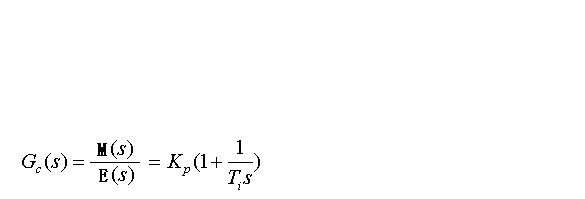 G_c(s) = M(s)/E(s) = K_p(1 + 1/(T_i s))